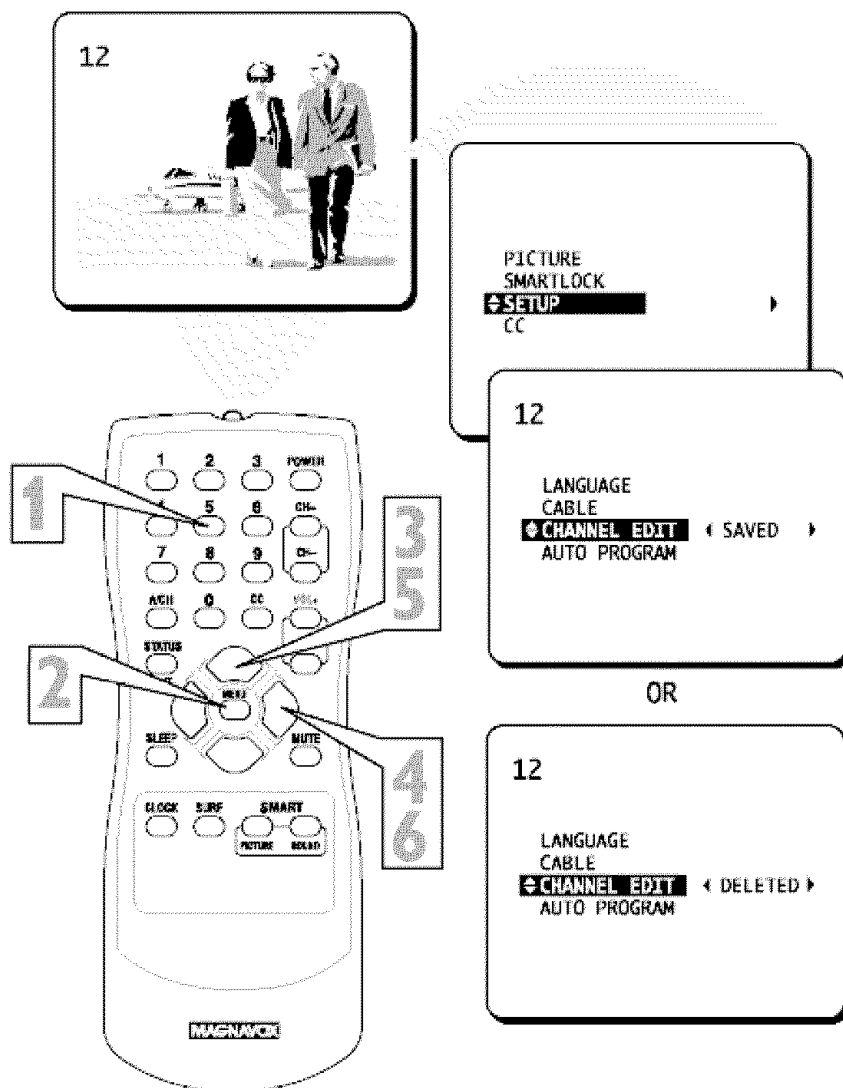 12
PICTURE
SMARTLOCK
SETUP
CC
12
LANGUAGE
CABLE
CHANNEL EDIT SAVED
AUTO PROGRAM
OR
12
LANGUAGE
CABLE
CHANNEL EDIT DELETED
AUTO PROGRAM
1 2 3 POWER
1
4 5 6 CH+
3
5
7 8 9 CH-
A/CH 0 CC VOL+
STATUS
2
MENU
SLEEP MUTE
4
6
CLOCK SURF SMART
PICTURE SOUND
MAGNAVOX